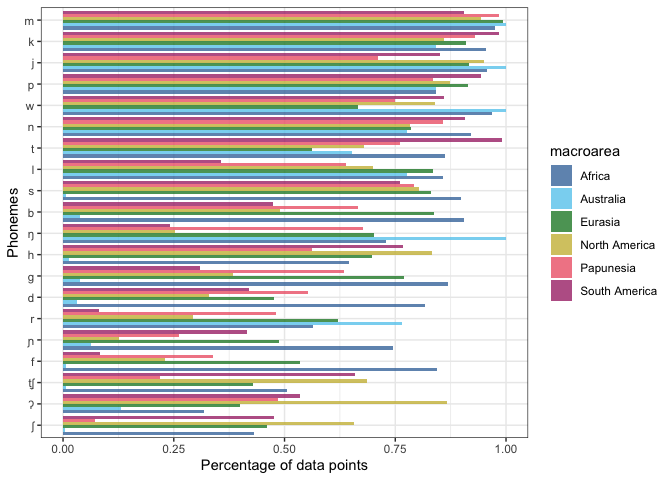 m
k
j
p
w
n
t
l
s
b
ŋ
h
ɡ
d
r
ɲ
f
t̠ʃ
ʔ
ʃ
Phonemes
0.00 0.25 0.50 0.75 1.00
Percentage of data points
macroarea
Africa
Australia
Eurasia
North America
Papunesia
South America